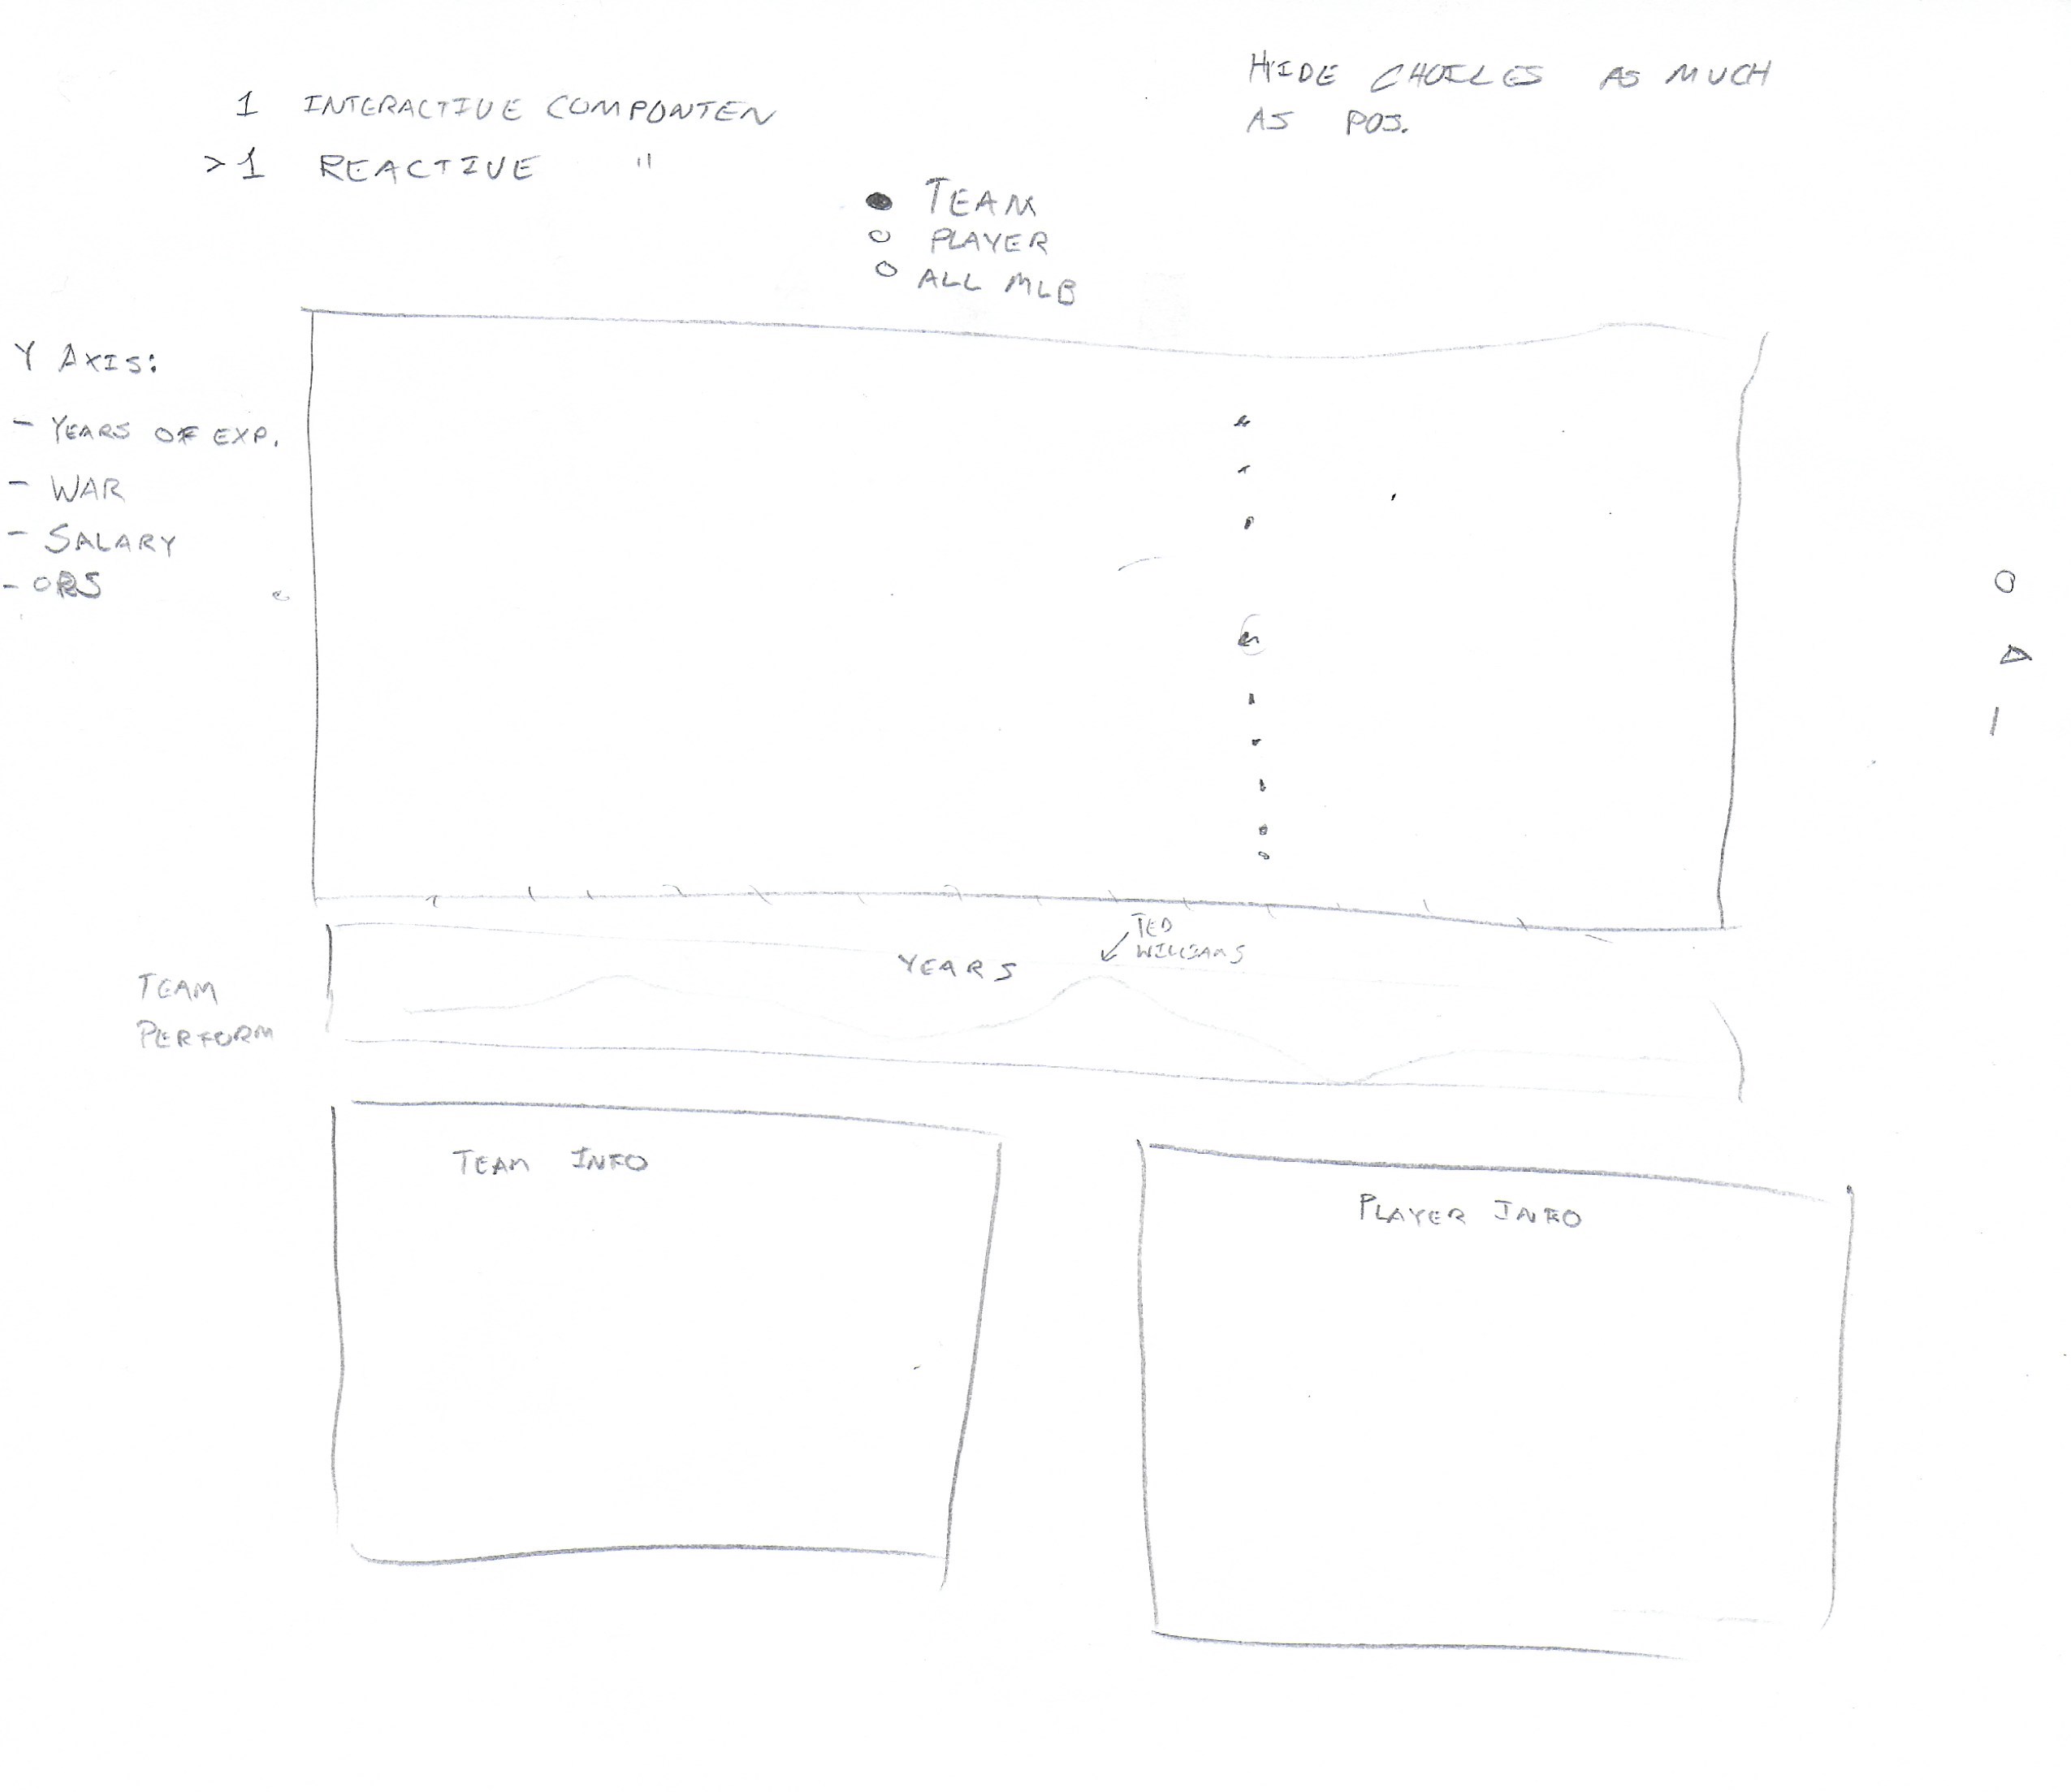 1 INTERACTIVE COMPONTEN
>1 REACTIVE "
HIDE CHOICES AS MUCH
AS POS.
TEAM
PLAYER
ALL MLB
Y AXIS:
- YEARS OF EXP.
- WAR
- SALARY
YEARS
TED
WILLIAMS
TEAM
PERFORM
TEAM INFO
PLAYER INFO